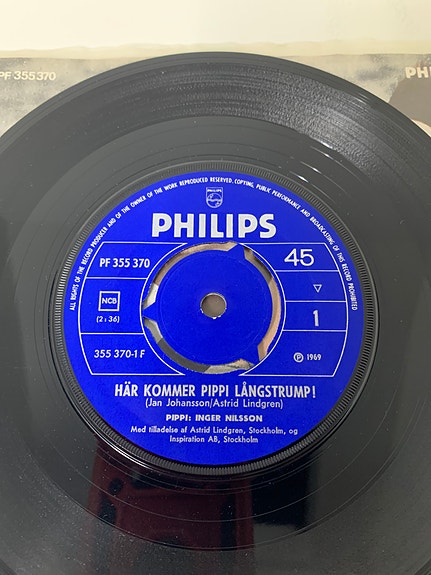 PF 355370
PHIL
ALL RIGHTS OF THE RECORD PRODUCER AND OF THE OWNER OF THE WORK REPRODUCED RESERVED. COPYING, PUBLIC PERFORMANCE AND BROADCASTING OF THIS RECORD PROHIBITED
PHILIPS
PHILIPS
PF 355 370
45
NCB
▽
(2:36)
1
355 370-1 F
Ⓟ 1969
HÄR KOMMER PIPPI LÅNGSTRUMP!
(Jan Johansson/Astrid Lindgren)
PIPPI: INGER NILSSON
Med tilladelse af Astrid Lindgren, Stockholm, og
Inspiration AB, Stockholm